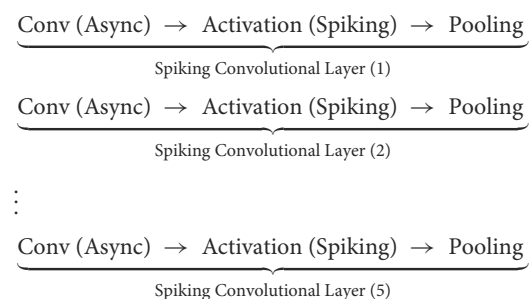 Conv (Async) → Activation (Spiking) → Pooling
Spiking Convolutional Layer (1)
Conv (Async) → Activation (Spiking) → Pooling
Spiking Convolutional Layer (2)
⋮
Conv (Async) → Activation (Spiking) → Pooling
Spiking Convolutional Layer (5)